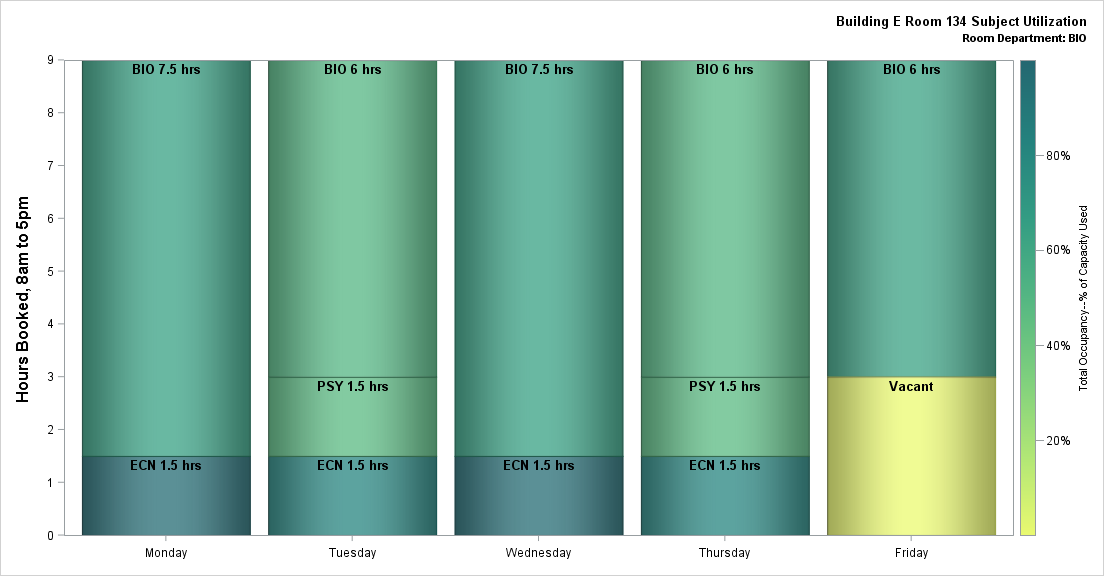 Building E Room 134 Subject Utilization
Room Department: BIO
Hours Booked, 8am to 5pm
9
8
7
6
5
4
3
2
1
0
BIO 7.5 hrs
ECN 1.5 hrs
BIO 6 hrs
PSY 1.5 hrs
ECN 1.5 hrs
BIO 7.5 hrs
ECN 1.5 hrs
BIO 6 hrs
PSY 1.5 hrs
ECN 1.5 hrs
BIO 6 hrs
Vacant
Monday
Tuesday
Wednesday
Thursday
Friday
80%
60%
40%
20%
Total Occupancy--% of Capacity Used